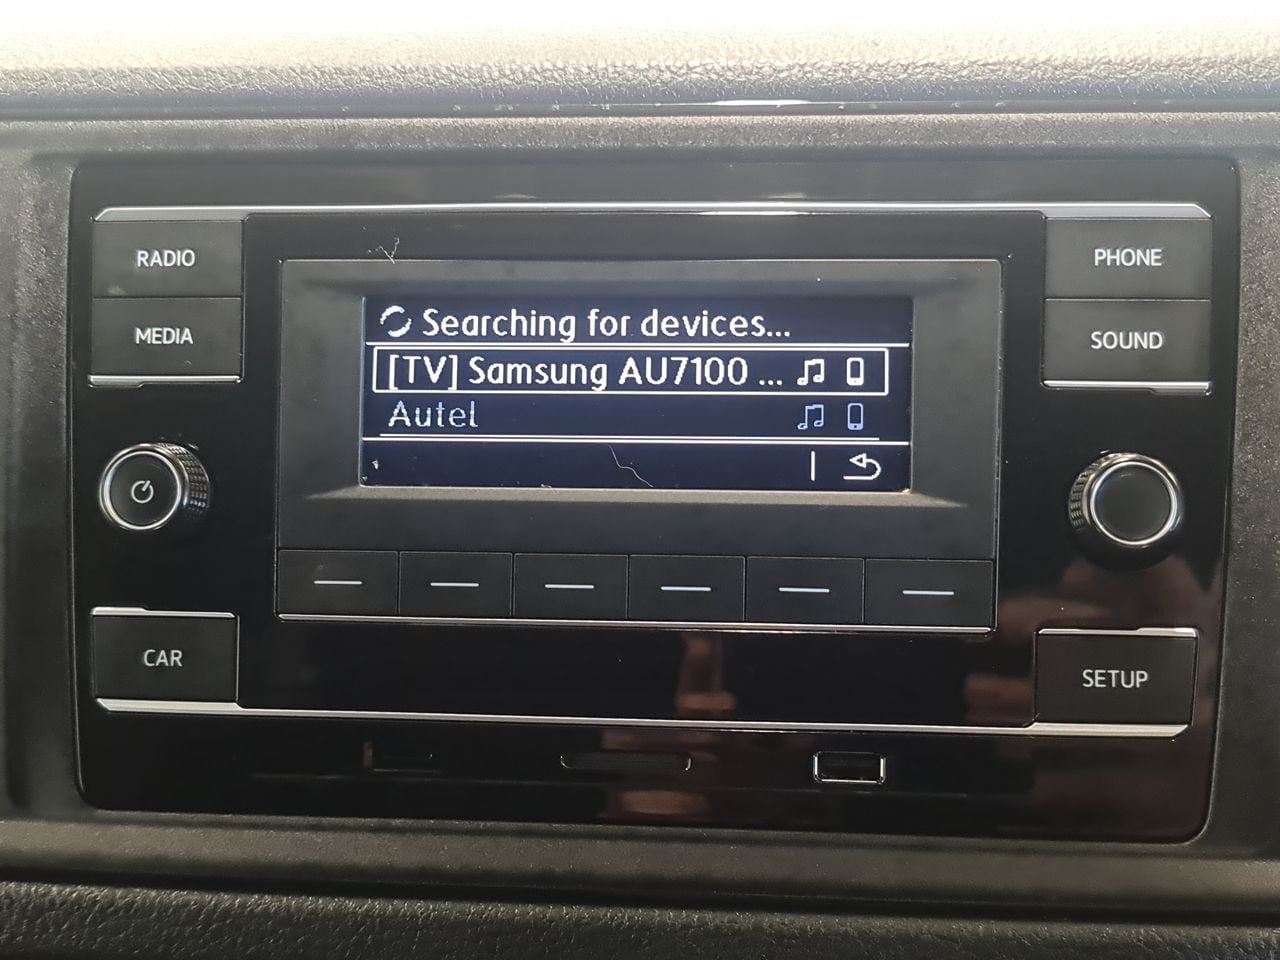 RADIO
PHONE
MEDIA
SOUND
Searching for devices...
[TV] Samsung AU7100 ...
Autel
CAR
SETUP